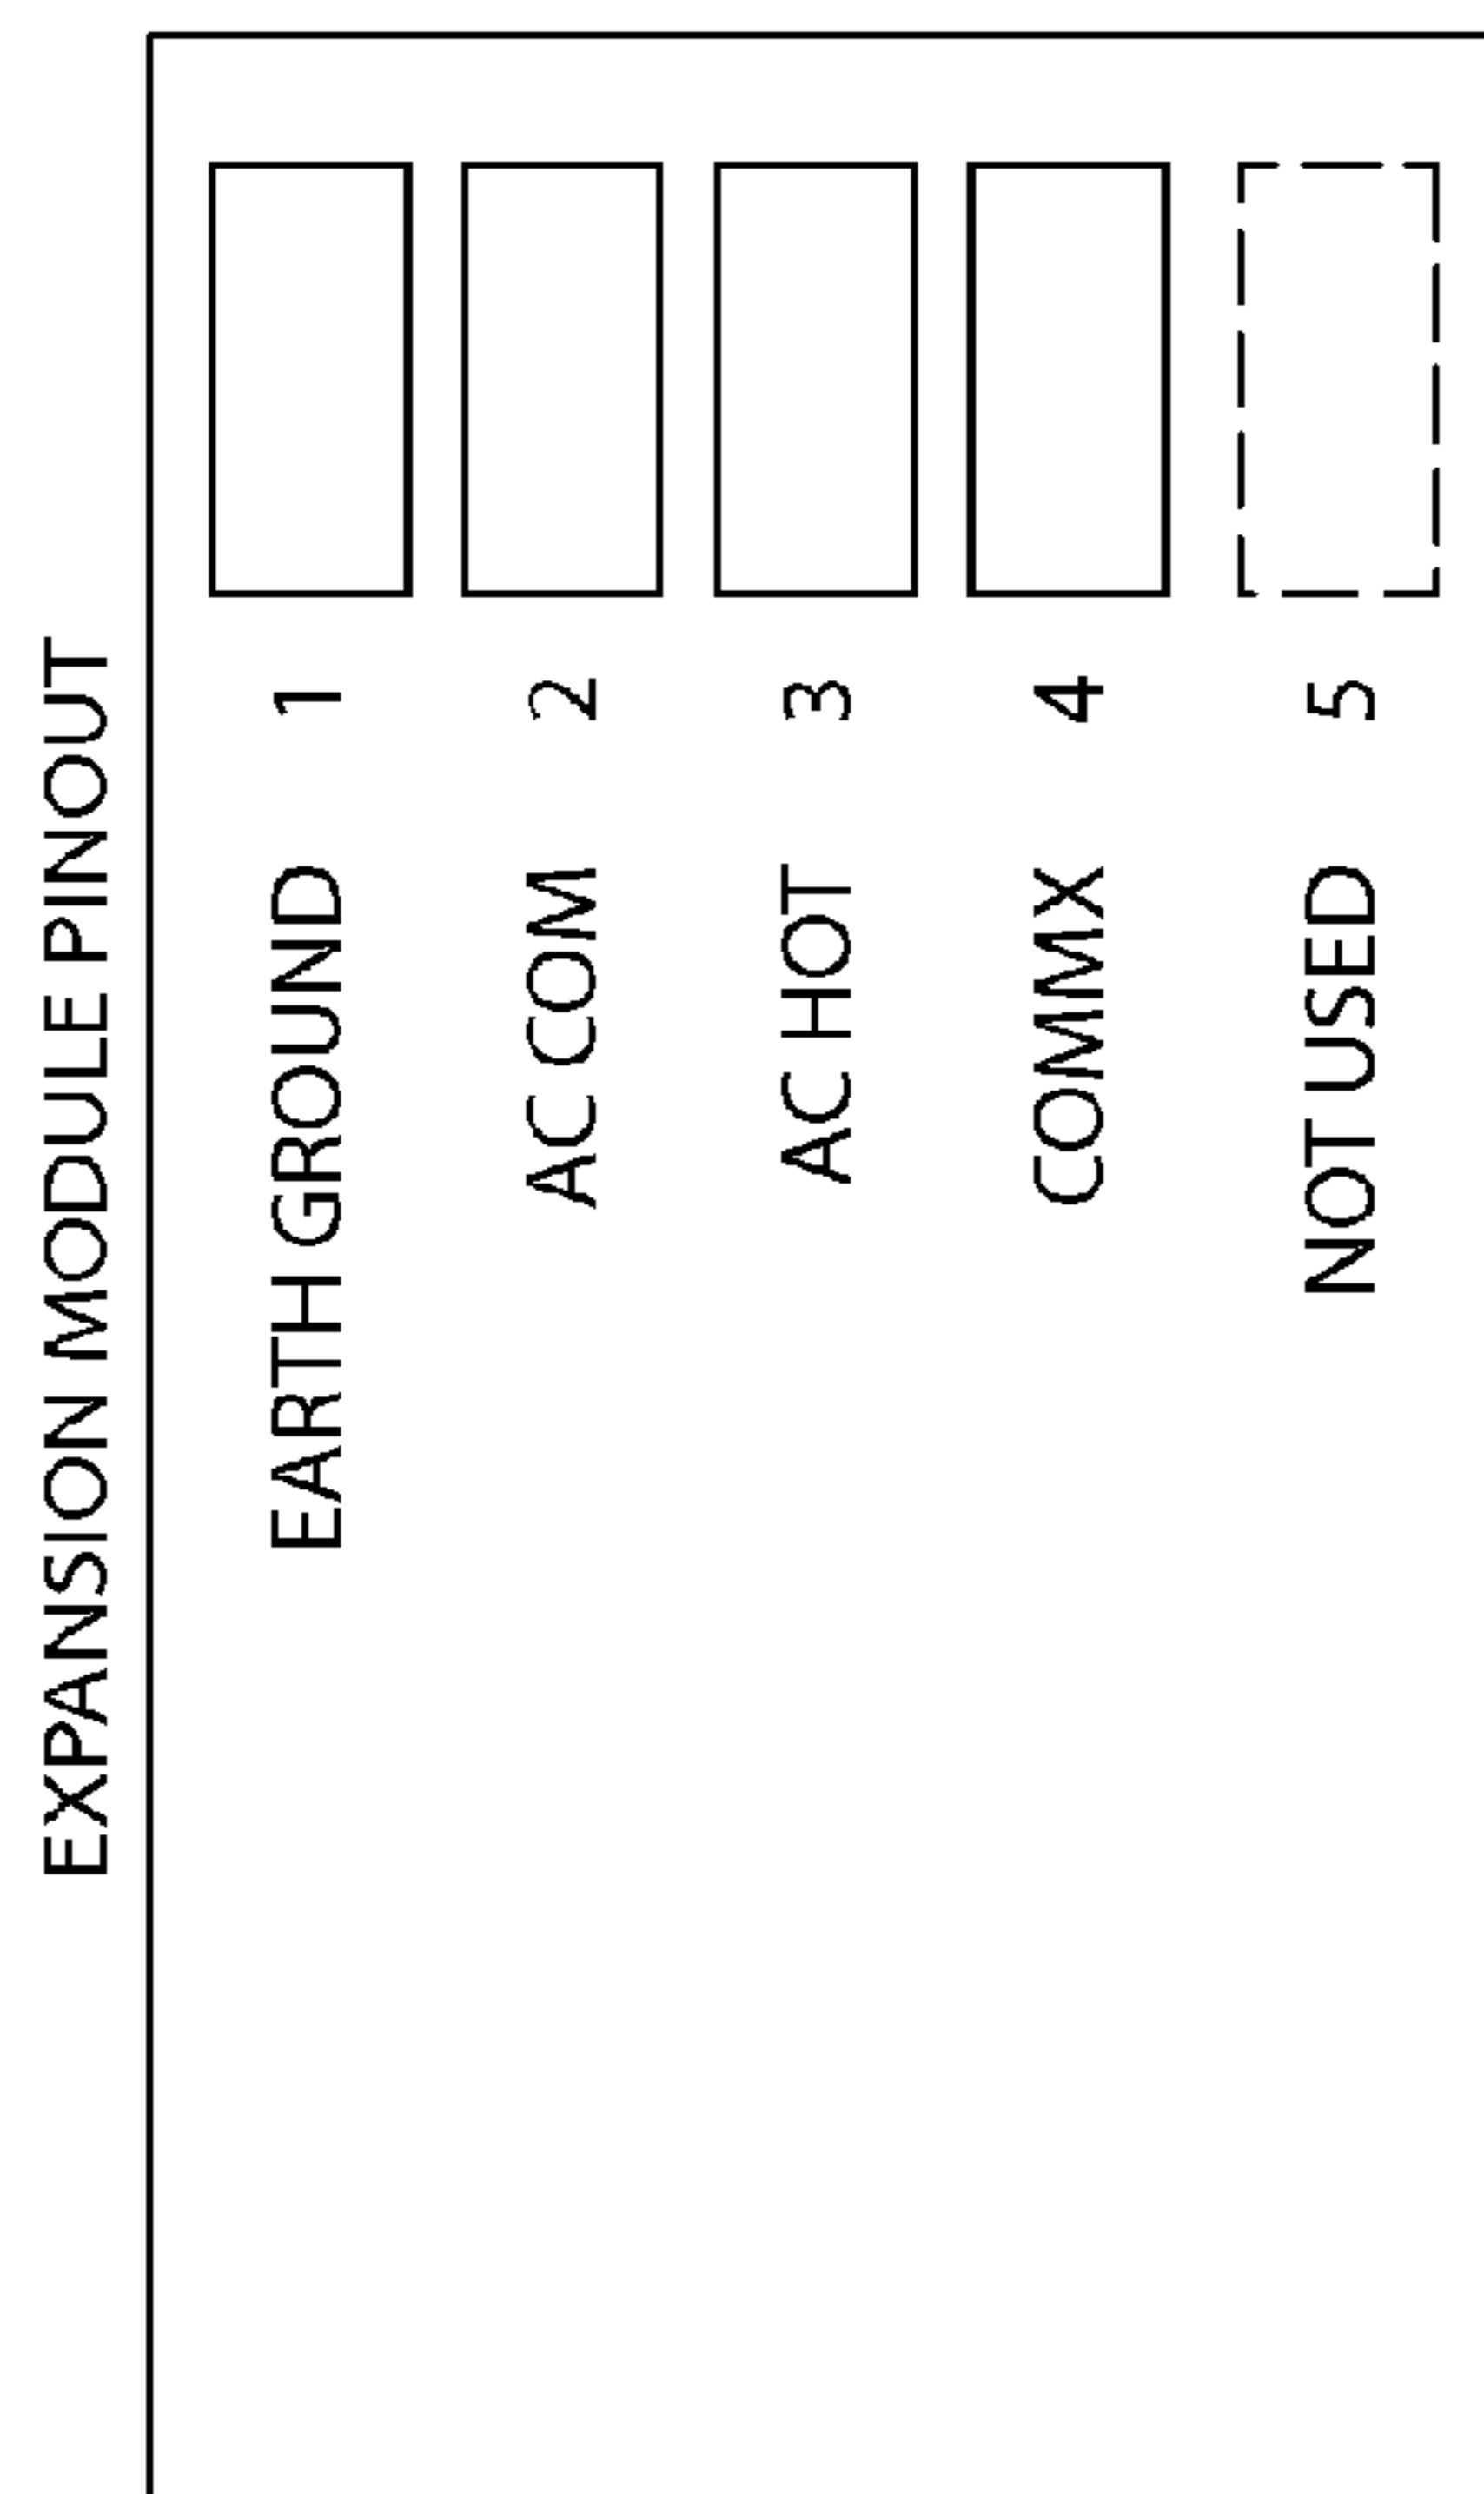 EXPANSION MODULE PINOUT
EARTH GROUND 1
AC COM 2
AC HOT 3
COMMX 4
NOT USED 5